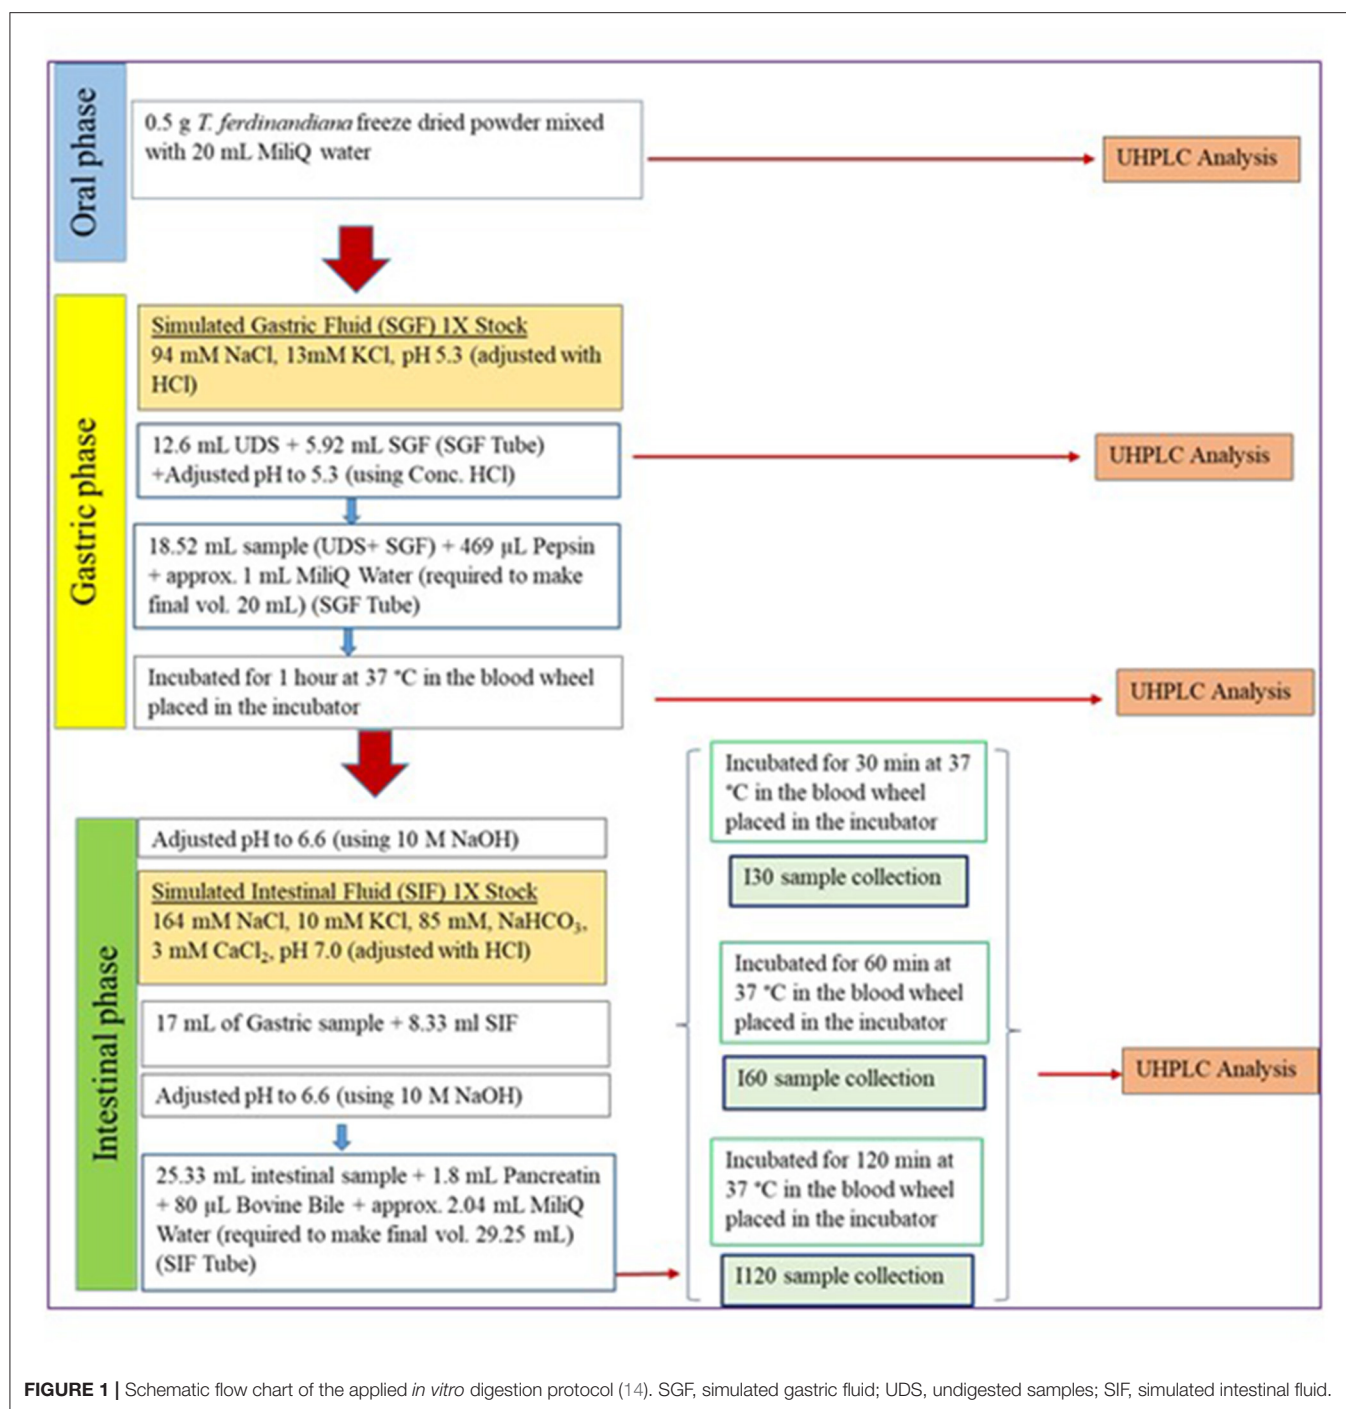 Oral phase
0.5 g T. ferdinandiana freeze dried powder mixed
with 20 mL MiliQ water
UHPLC Analysis
Gastric phase
Simulated Gastric Fluid (SGF) 1X Stock
94 mM NaCl, 13mM KCl, pH 5.3 (adjusted with
HCl)
12.6 mL UDS + 5.92 mL SGF (SGF Tube)
+Adjusted pH to 5.3 (using Conc. HCl)
UHPLC Analysis
18.52 mL sample (UDS+ SGF) + 469 µL Pepsin
+ approx. 1 mL MiliQ Water (required to make
final vol. 20 mL) (SGF Tube)
Incubated for 1 hour at 37 °C in the blood wheel
placed in the incubator
UHPLC Analysis
Intestinal phase
Adjusted pH to 6.6 (using 10 M NaOH)
Simulated Intestinal Fluid (SIF) 1X Stock
164 mM NaCl, 10 mM KCl, 85 mM, NaHCO₃,
3 mM CaCl₂, pH 7.0 (adjusted with HCl)
17 mL of Gastric sample + 8.33 ml SIF
Adjusted pH to 6.6 (using 10 M NaOH)
25.33 mL intestinal sample + 1.8 mL Pancreatin
+ 80 µL Bovine Bile + approx. 2.04 mL MiliQ
Water (required to make final vol. 29.25 mL)
(SIF Tube)
Incubated for 30 min at 37
°C in the blood wheel
placed in the incubator
I30 sample collection
Incubated for 60 min at
37 °C in the blood wheel
placed in the incubator
I60 sample collection
Incubated for 120 min at
37 °C in the blood wheel
placed in the incubator
I120 sample collection
UHPLC Analysis
FIGURE 1 | Schematic flow chart of the applied in vitro digestion protocol (14). SGF, simulated gastric fluid; UDS, undigested samples; SIF, simulated intestinal fluid.